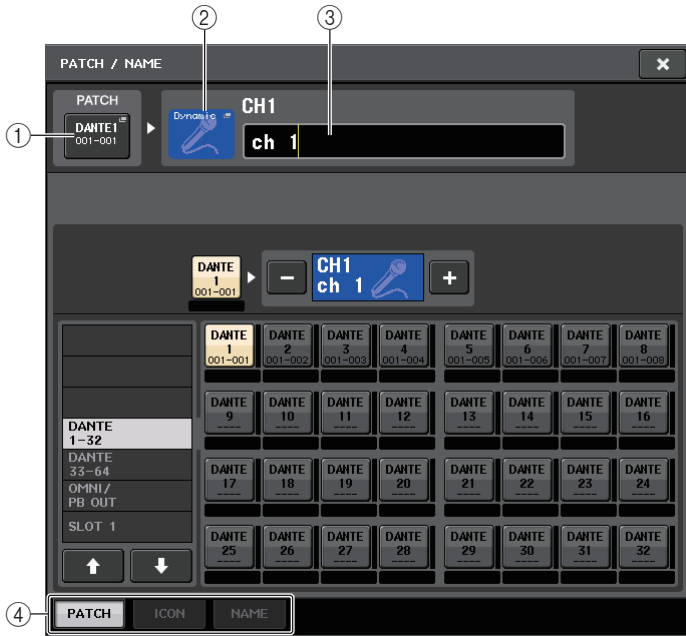 ① ② ③ ④
PATCH / NAME
×
PATCH
DANTE1
001-001
Dynamic
CH1
ch 1
DANTE
1
001-001
−
CH1
ch 1
+
DANTE 1-32
DANTE 33-64
OMNI/ PB OUT
SLOT 1
DANTE 1 001-001
DANTE 2 001-002
DANTE 3 001-003
DANTE 4 001-004
DANTE 5 001-005
DANTE 6 001-006
DANTE 7 001-007
DANTE 8 001-008
DANTE 9 ----
DANTE 10 ----
DANTE 11 ----
DANTE 12 ----
DANTE 13 ----
DANTE 14 ----
DANTE 15 ----
DANTE 16 ----
DANTE 17 ----
DANTE 18 ----
DANTE 19 ----
DANTE 20 ----
DANTE 21 ----
DANTE 22 ----
DANTE 23 ----
DANTE 24 ----
DANTE 25 ----
DANTE 26 ----
DANTE 27 ----
DANTE 28 ----
DANTE 29 ----
DANTE 30 ----
DANTE 31 ----
DANTE 32 ----
PATCH ICON NAME